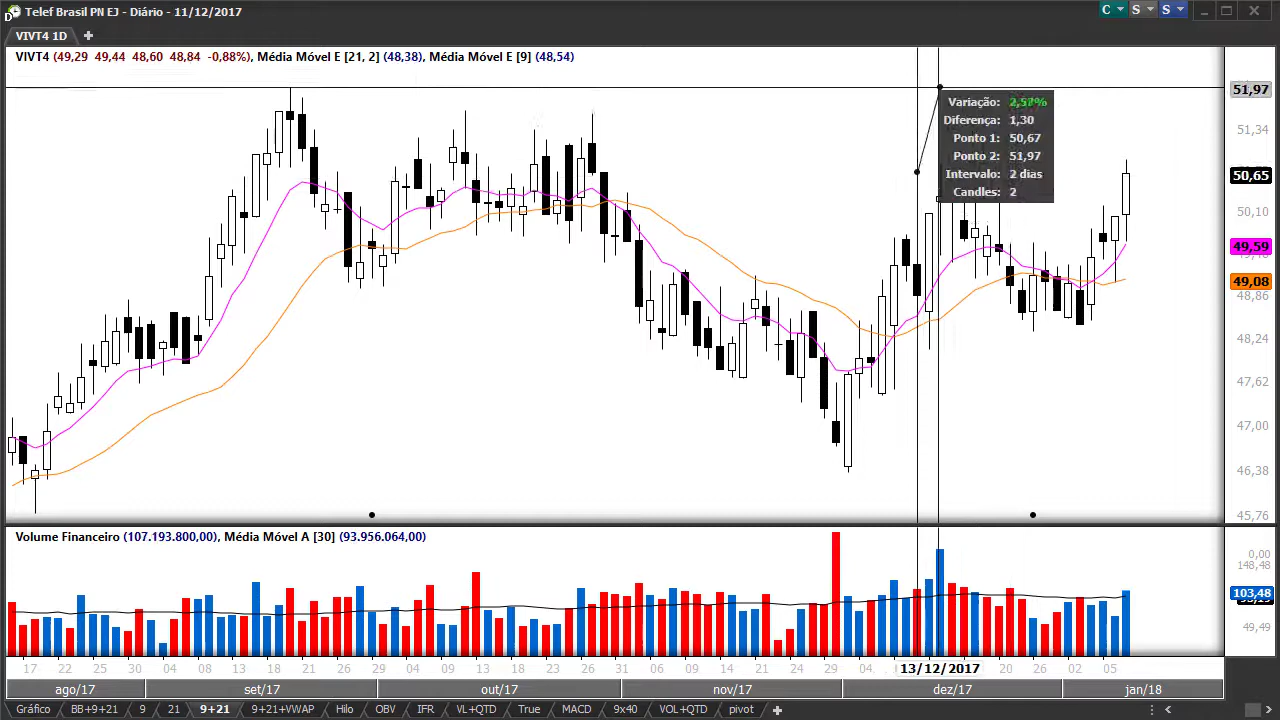 Telef Brasil PN EJ - Diário - 11/12/2017
C S S
VIVT4 1D
VIVT4 (49,29 49,44 48,60 48,84 -0,88%), Média Móvel E [21, 2] (48,38), Média Móvel E [9] (48,54)
51,97
Variação:
Diferença: 1,30
Ponto 1: 50,67
Ponto 2: 51,97
Intervalo: 2 dias
Candles: 2
51,34
50,65
50,10
49,59
49,08
48,86
48,24
47,62
47,00
46,38
45,76
Volume Financeiro (107.193.800,00), Média Móvel A [30] (93.956.064,00)
0,00
148,48
103,48
49,49
17 22 25 30 04 08 13 18 21 26 29 04 09 13 18 23 26 31 06 09 14 21 24 29 04 13/12/2017 20 26 02 05
ago/17 set/17 out/17 nov/17 dez/17 jan/18
Gráfico BB+9+21 9 21 9+21 9+21+VWAP Hilo OBV IFR VL+QTD True MACD 9x40 VOL+QTD pivot